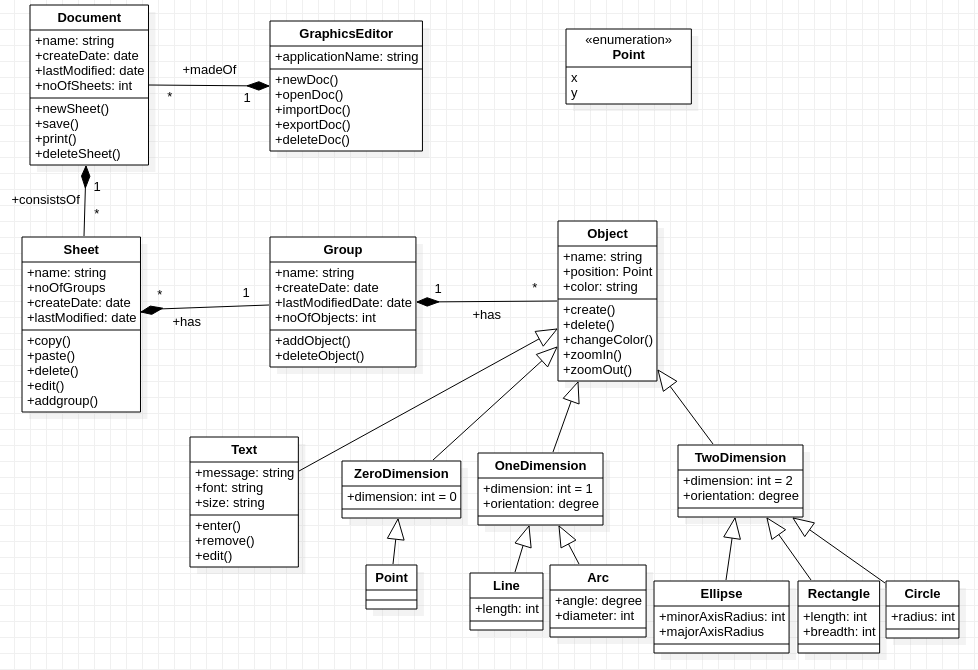 Document
+name: string
+createDate: date
+lastModified: date
+noOfSheets: int
+newSheet()
+save()
+print()
+deleteSheet()
+madeOf
*
1
GraphicsEditor
+applicationName: string
+newDoc()
+openDoc()
+importDoc()
+exportDoc()
+deleteDoc()
«enumeration»
Point
x
y
1
+consistsOf
*
Sheet
+name: string
+noOfGroups
+createDate: date
+lastModified: date
+copy()
+paste()
+delete()
+edit()
+addgroup()
*
1
+has
Group
+name: string
+createDate: date
+lastModifiedDate: date
+noOfObjects: int
+addObject()
+deleteObject()
1
*
+has
Object
+name: string
+position: Point
+color: string
+create()
+delete()
+changeColor()
+zoomIn()
+zoomOut()
Text
+message: string
+font: string
+size: string
+enter()
+remove()
+edit()
ZeroDimension
+dimension: int = 0
OneDimension
+dimension: int = 1
+orientation: degree
TwoDimension
+dimension: int = 2
+orientation: degree
Point
Line
+length: int
Arc
+angle: degree
+diameter: int
Ellipse
+minorAxisRadius: int
+majorAxisRadius
Rectangle
+length: int
+breadth: int
Circle
+radius: int